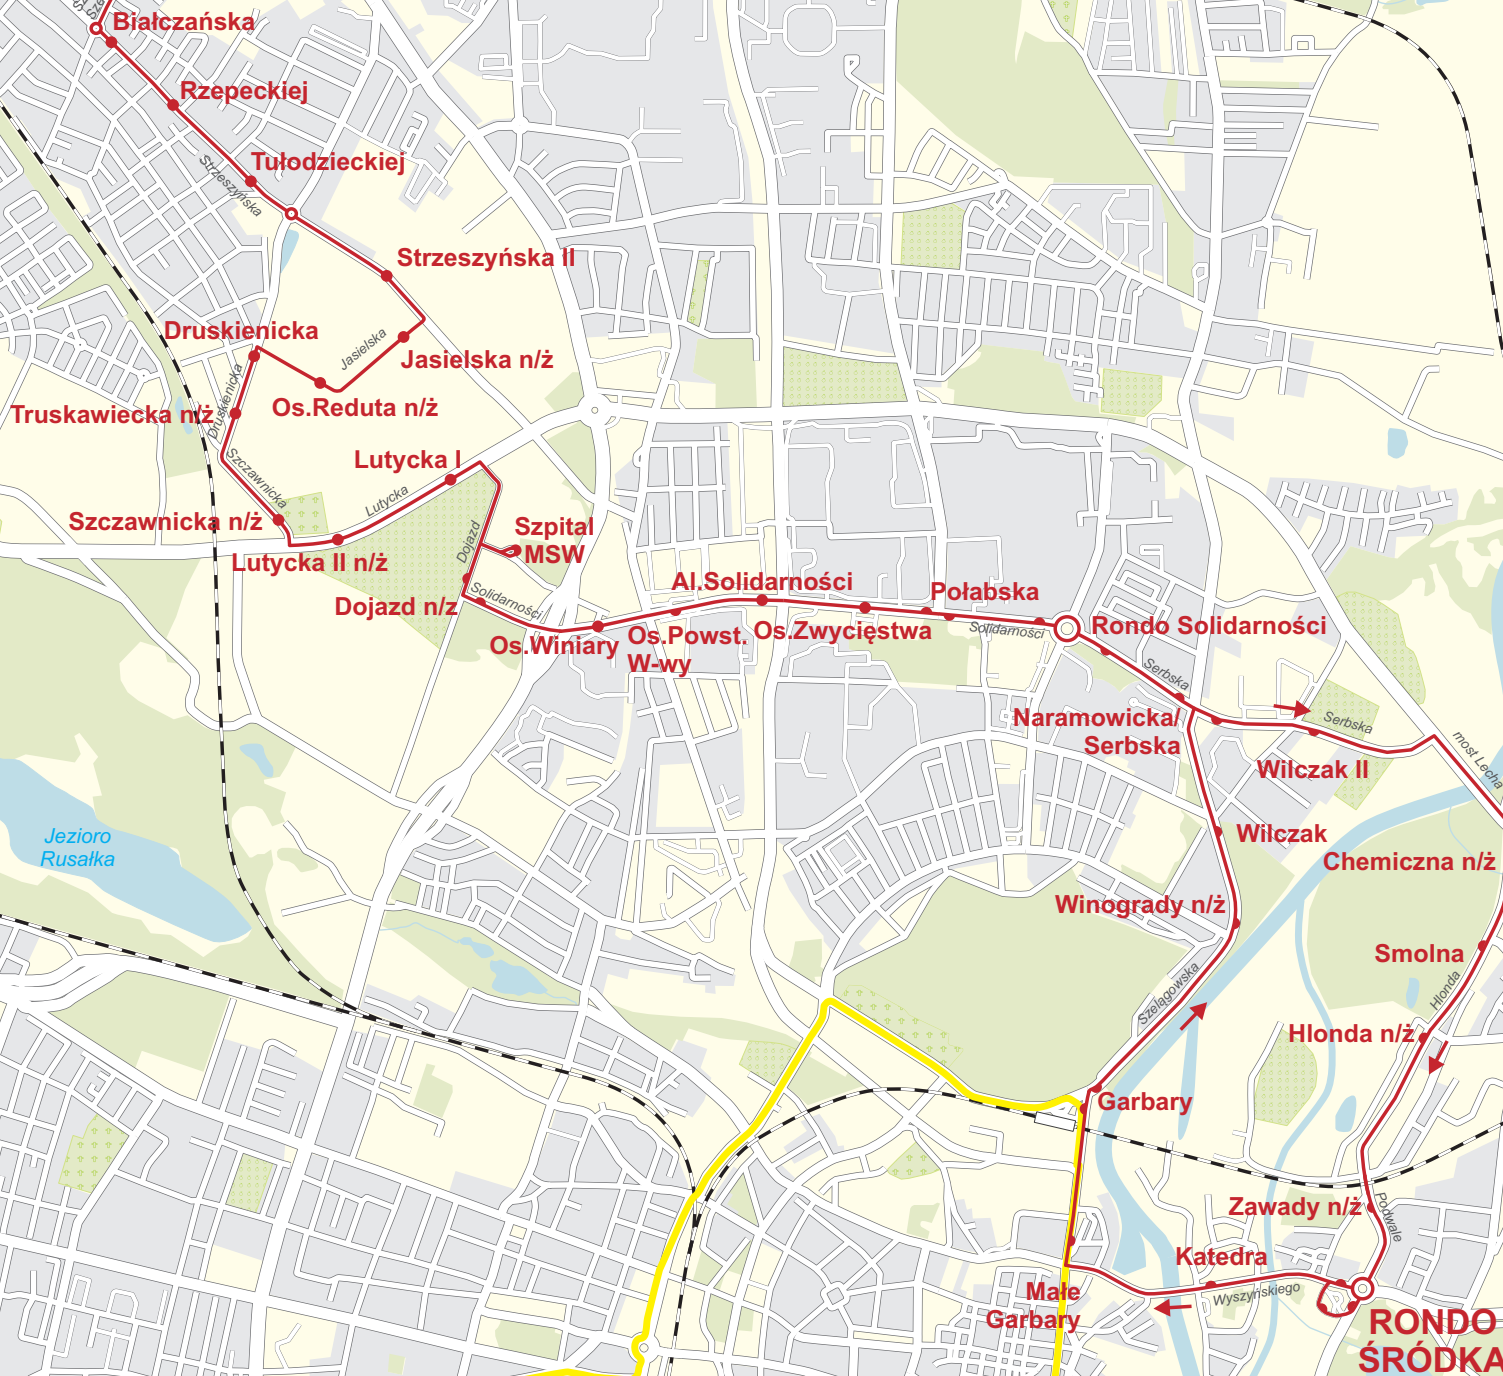 Białczańska
Rzepeckiej
Tułodzieckiej
Strzeszyńska
Strzeszyńska II
Druskienicka
Jasielska
Jasielska n/ż
Os.Reduta n/ż
Truskawiecka n/ż
Druskienicka
Szczawnicka
Lutycka I
Lutycka
Szczawnicka n/ż
Szpital
MSW
Dojazd
Lutycka II n/ż
Dojazd n/z
Solidarności
Os.Winiary
Os.Powst.
W-wy
Al.Solidarności
Os.Zwycięstwa
Połabska
Solidarności
Rondo Solidarności
Serbska
Naramowicka/
Serbska
Serbska
most Lecha
Wilczak II
Wilczak
Chemiczna n/ż
Jezioro
Rusałka
Winogrady n/ż
Smolna
Szelągowska
Hlonda
Hlonda n/ż
Garbary
Zawady n/ż
Podwale
Katedra
Wyszyńskiego
Małe
Garbary
RONDO
ŚRÓDKA